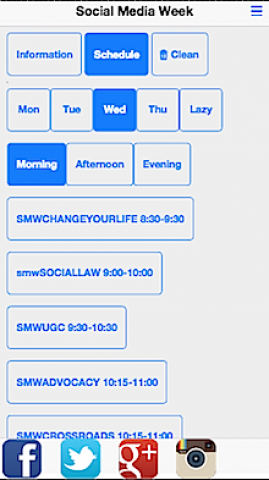 Social Media Week
Information Schedule Clean
Mon Tue Wed Thu Lazy
Morning Afternoon Evening
SMWCHANGEYOURLIFE 8:30-9:30
smwSOCIALLAW 9:00-10:00
SMWUGC 9:30-10:30
SMWADVOCACY 10:15-11:00
SMWCROSSROADS 10:15-11:00
f g+